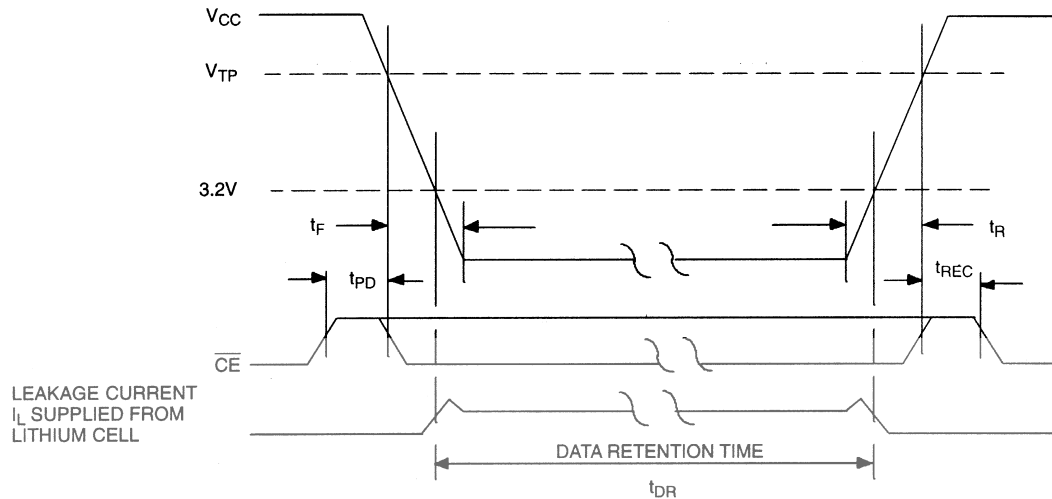 VCC
VTP
3.2V
tF
tR
tPD
tREC
CE
LEAKAGE CURRENT
IL SUPPLIED FROM
LITHIUM CELL
DATA RETENTION TIME
tDR